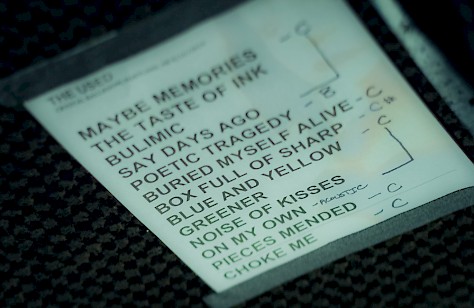 THE USED
MAYBE MEMORIES
THE TASTE OF INK - C
BULIMIC
SAY DAYS AGO
POETIC TRAGEDY - B
BURIED MYSELF ALIVE - C
BOX FULL OF SHARP - C#
BLUE AND YELLOW - C
GREENER
NOISE OF KISSES
ON MY OWN - ACOUSTIC - C
PIECES MENDED - C
CHOKE ME